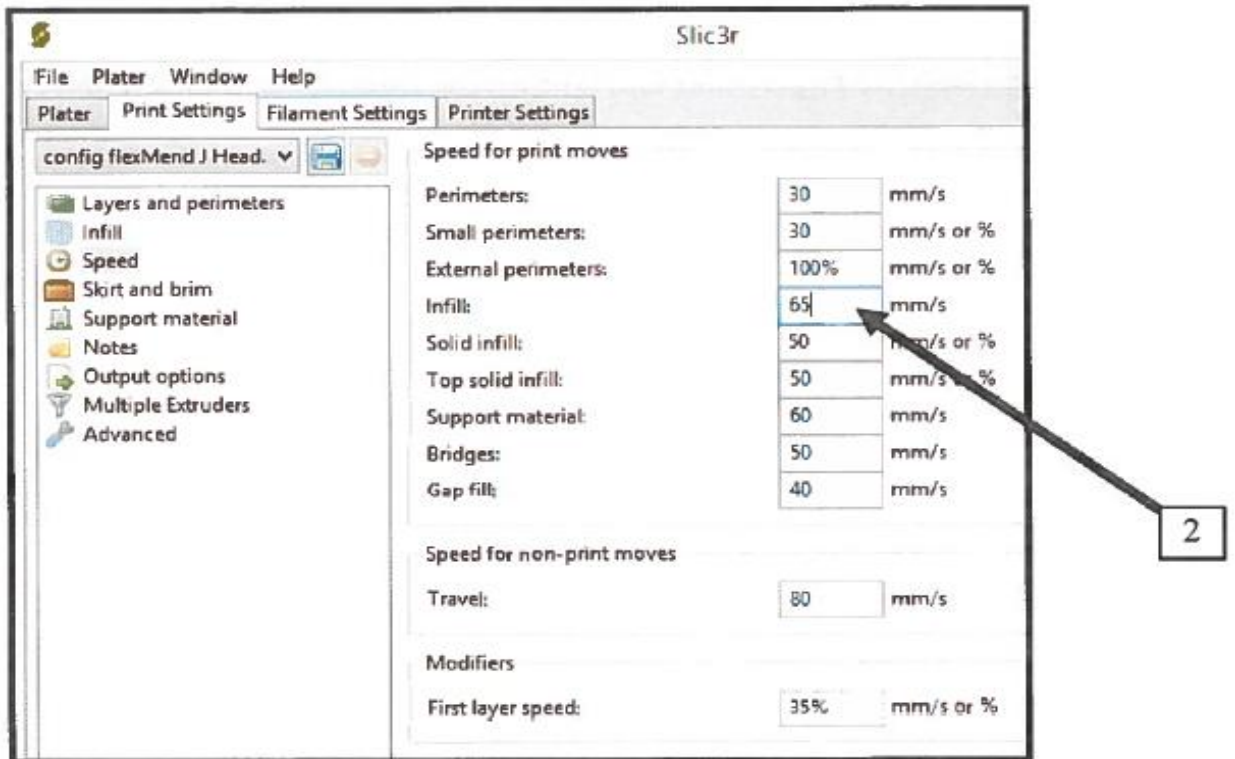 Slic3r
File Plater Window Help
Plater Print Settings Filament Settings Printer Settings
config flexMend J Head.
Layers and perimeters
Infill
Speed
Skirt and brim
Support material
Notes
Output options
Multiple Extruders
Advanced
Speed for print moves
Perimeters: 30 mm/s
Small perimeters: 30 mm/s or %
External perimeters: 100% mm/s or %
Infill: 65 mm/s
Solid infill: 50 mm/s or %
Top solid infill: 50 mm/s or %
Support material: 60 mm/s
Bridges: 50 mm/s
Gap fill: 40 mm/s
Speed for non-print moves
Travel: 80 mm/s
Modifiers
First layer speed: 35% mm/s or %
2